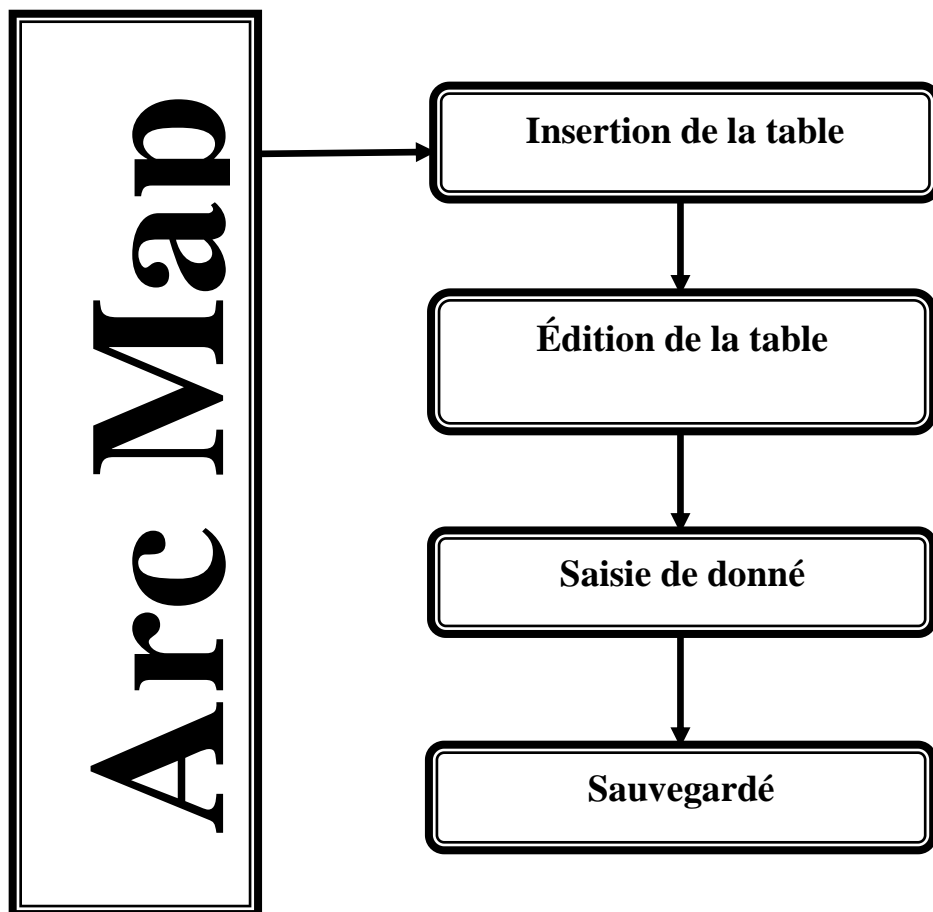 Arc Map
Insertion de la table
Édition de la table
Saisie de donné
Sauvegardé